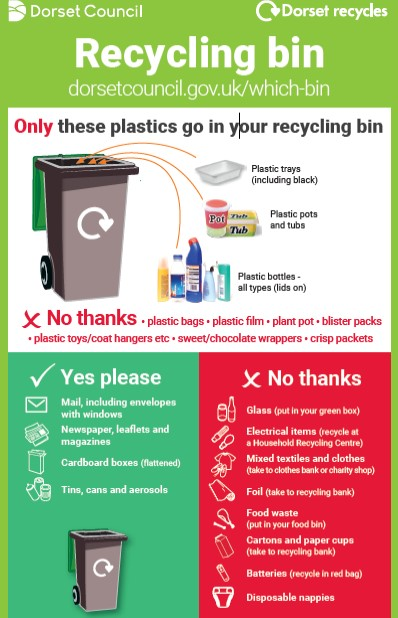 Dorset Council
Dorset recycles
Recycling bin
dorsetcouncil.gov.uk/which-bin
Only these plastics go in your recycling bin
Plastic trays
(including black)
Pot
Tub
Tub
Plastic pots
and tubs
Plastic bottles -
all types (lids on)
No thanks • plastic bags • plastic film • plant pot • blister packs
• plastic toys/coat hangers etc • sweet/chocolate wrappers • crisp packets
Yes please
Mail, including envelopes
with windows
Newspaper, leaflets and
magazines
Cardboard boxes (flattened)
Tins, cans and aerosols
No thanks
Glass (put in your green box)
Electrical items (recycle at
a Household Recycling Centre)
Mixed textiles and clothes
(take to clothes bank or charity shop)
Foil (take to recycling bank)
Food waste
(put in your food bin)
Cartons and paper cups
(take to recycling bank)
Batteries (recycle in red bag)
Disposable nappies